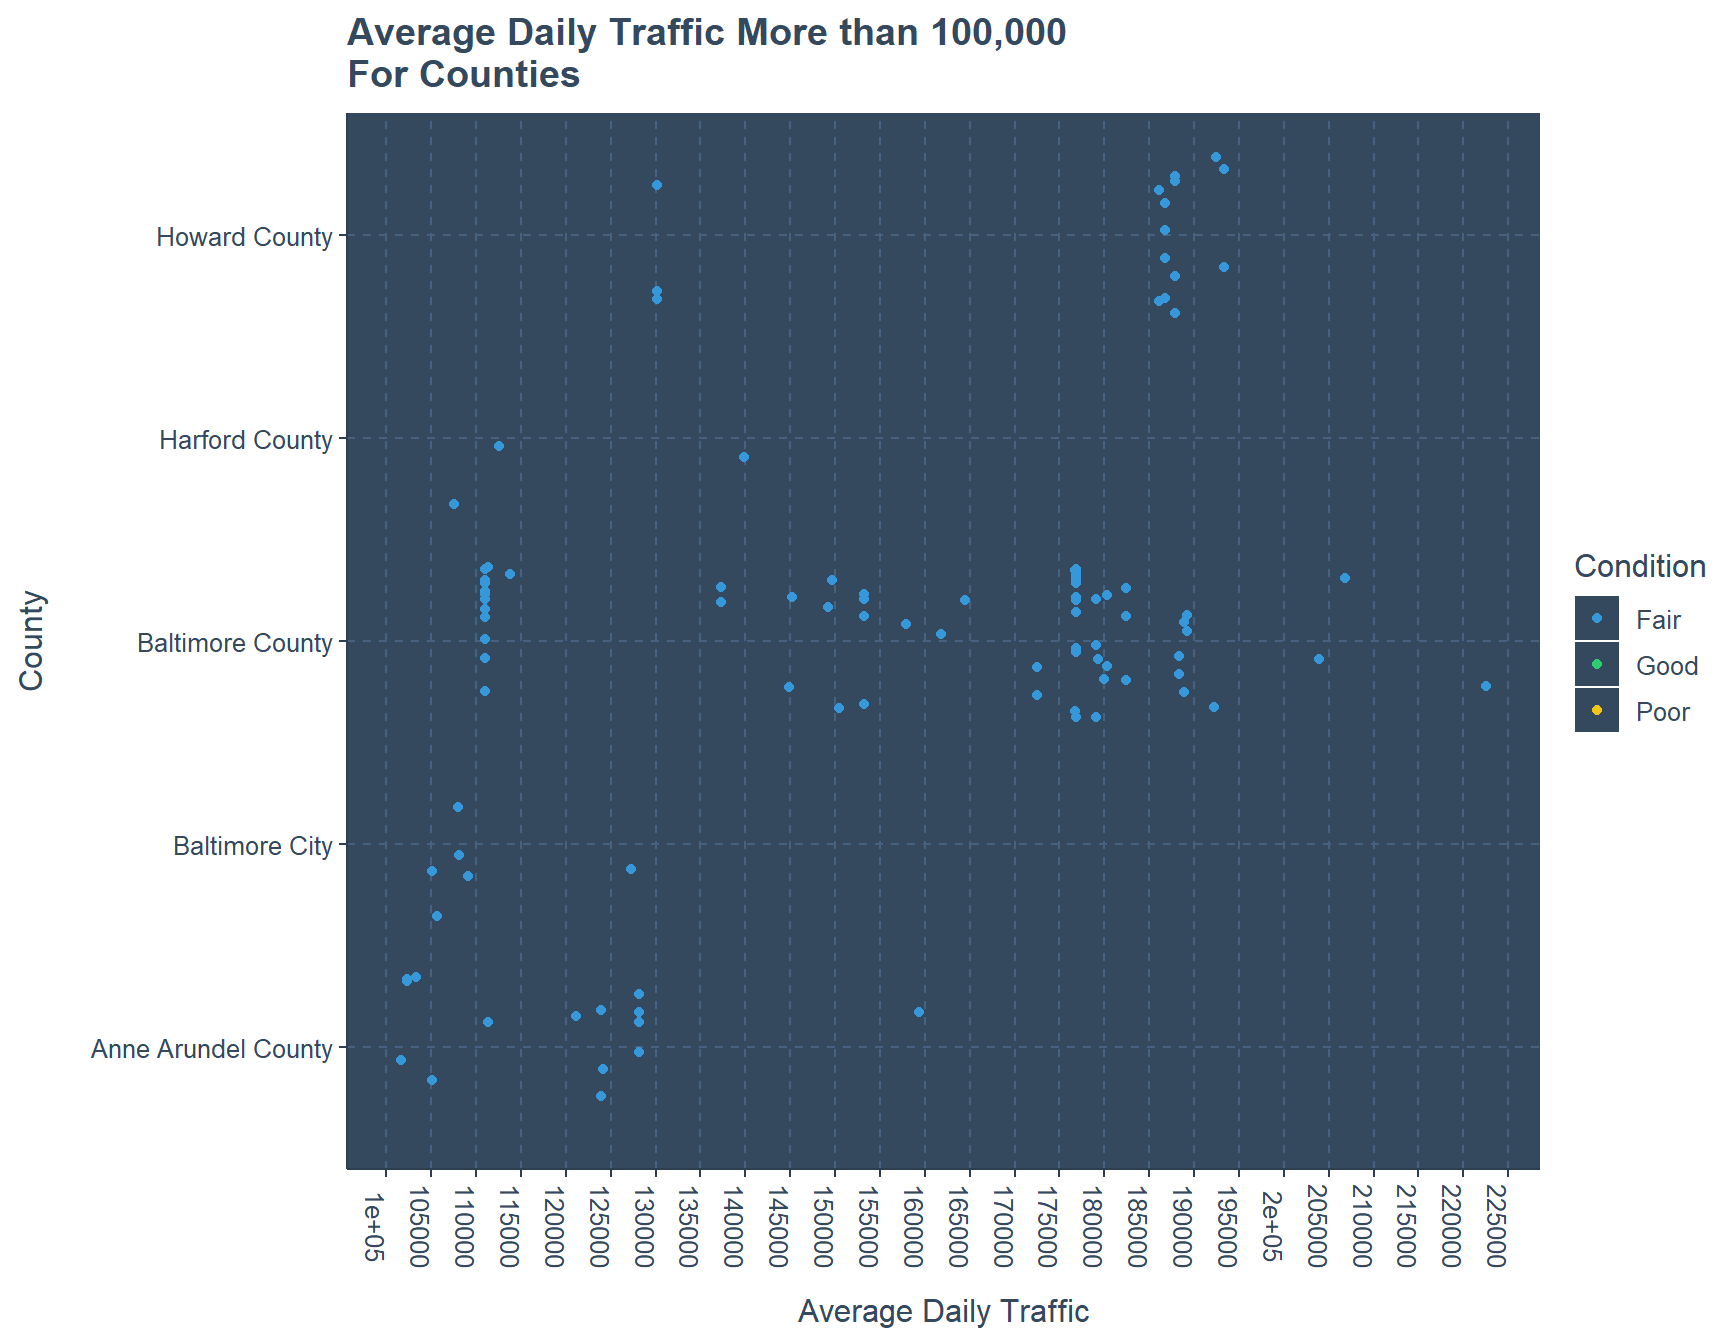 Average Daily Traffic More than 100,000
For Counties
County
Howard County
Harford County
Baltimore County
Baltimore City
Anne Arundel County
1e+05
105000
110000
115000
120000
125000
130000
135000
140000
145000
150000
155000
160000
165000
170000
175000
180000
185000
190000
195000
2e+05
205000
210000
215000
220000
225000
Average Daily Traffic
Condition
Fair
Good
Poor